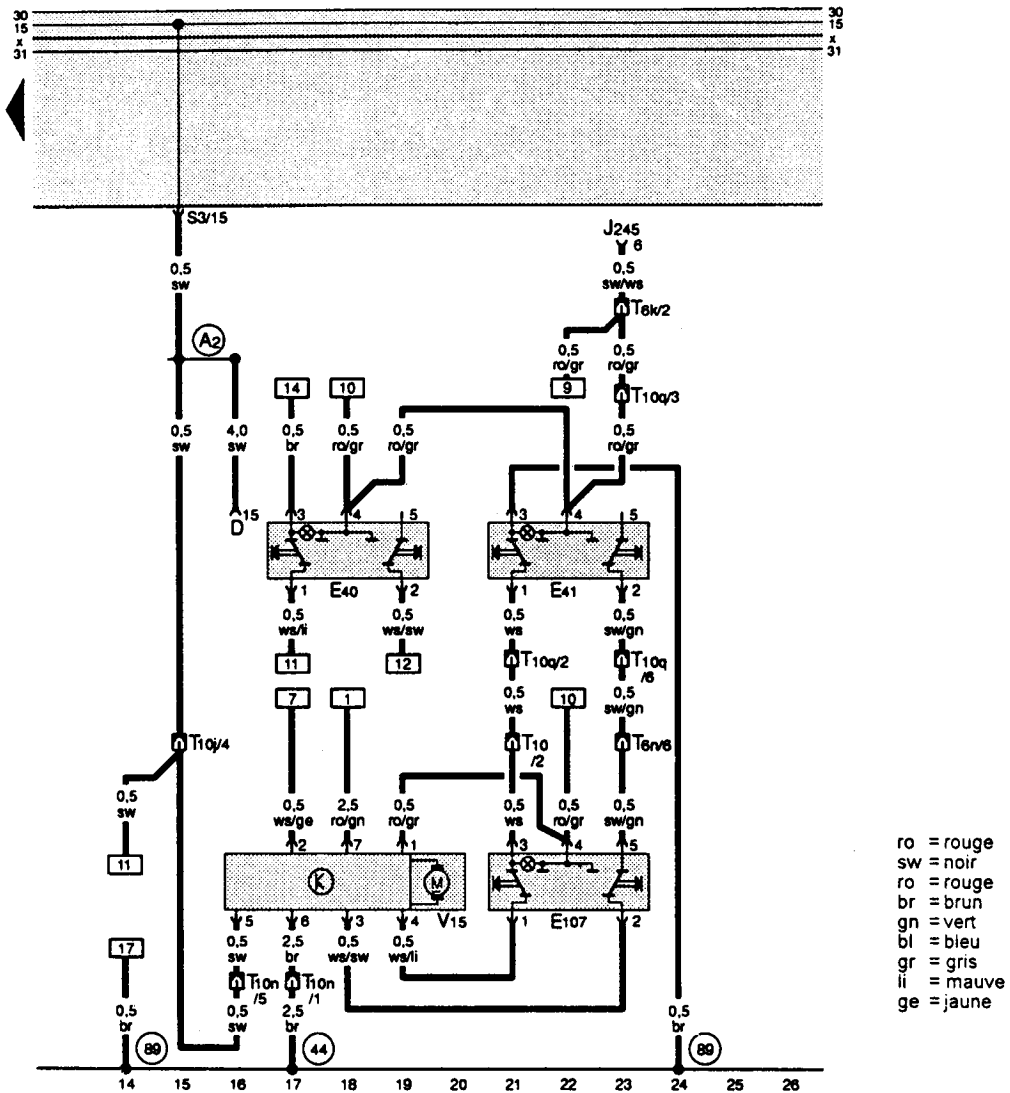 30 30
15 15
x x
31 31
S3/15
J245
6
0,5
sw
0,5
sw/ws
T6k/2
A2
0,5
ro/gr
0,5
ro/gr
14
10
9
T10q/3
0,5
sw
4,0
sw
0,5
br
0,5
ro/gr
0,5
ro/gr
0,5
ro/gr
15
D
3 4 5
3 4 5
1 E40 2
1 E41 2
0,5
ws/li
0,5
ws/sw
0,5
ws
0,5
sw/gn
11
12
T10q/2
T10q
/6
7
1
0,5
ws
10
0,5
sw/gn
T10j/4
T10
/2
T6n/6
0,5
sw
0,5
ws/ge
2,5
ro/gn
0,5
ro/gr
0,5
ws
0,5
ro/gr
0,5
sw/gn
2 7 1
3 4 5
11
K
M
5 6 3 4 V15
1 E107 2
17
0,5
sw
2,5
br
0,5
ws/sw
0,5
ws/li
T10n
/5
T10n
/1
0,5
br
0,5
sw
2,5
br
0,5
br
89
44
89
14 15 16 17 18 19 20 21 22 23 24 25 26
ro = rouge
sw = noir
ro = rouge
br = brun
gn = vert
bl = bleu
gr = gris
li = mauve
ge = jaune